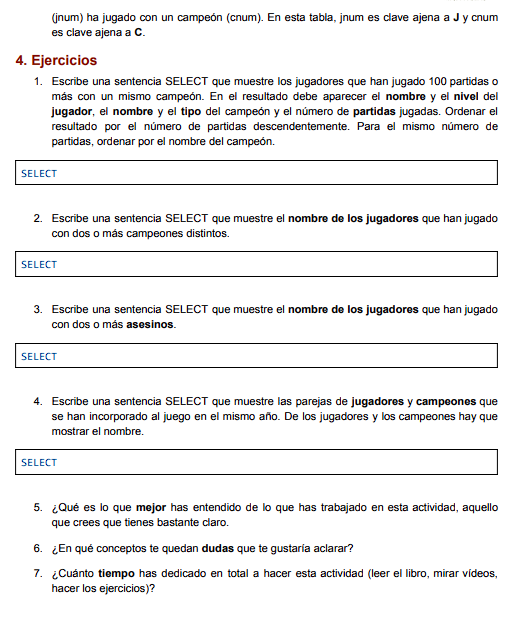 (jnum) ha jugado con un campeón (cnum). En esta tabla, jnum es clave ajena a J y cnum
es clave ajena a C.
4. Ejercicios
1. Escribe una sentencia SELECT que muestre los jugadores que han jugado 100 partidas o
más con un mismo campeón. En el resultado debe aparecer el nombre y el nivel del
jugador, el nombre y el tipo del campeón y el número de partidas jugadas. Ordenar el
resultado por el número de partidas descendentemente. Para el mismo número de
partidas, ordenar por el nombre del campeón.
SELECT
2. Escribe una sentencia SELECT que muestre el nombre de los jugadores que han jugado
con dos o más campeones distintos.
SELECT
3. Escribe una sentencia SELECT que muestre el nombre de los jugadores que han jugado
con dos o más asesinos.
SELECT
4. Escribe una sentencia SELECT que muestre las parejas de jugadores y campeones que
se han incorporado al juego en el mismo año. De los jugadores y los campeones hay que
mostrar el nombre.
SELECT
5. ¿Qué es lo que mejor has entendido de lo que has trabajado en esta actividad, aquello
que crees que tienes bastante claro.
6. ¿En qué conceptos te quedan dudas que te gustaría aclarar?
7. ¿Cuánto tiempo has dedicado en total a hacer esta actividad (leer el libro, mirar vídeos,
hacer los ejercicios)?